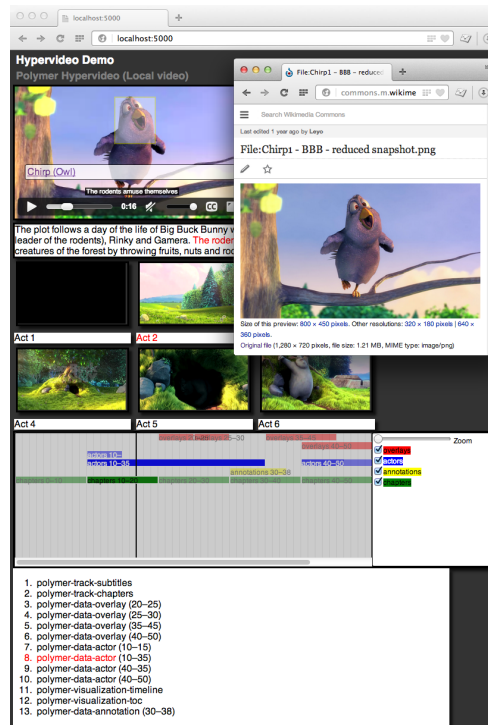 localhost:5000
localhost:5000
Hypervideo Demo
Polymer Hypervideo (Local video)
Chirp (Owl)
The rodents amuse themselves
0:16
CC
The plot follows a day of the life of Big Buck Bunny
leader of the rodents), Rinky and Gamera. The roden
creatures of the forest by throwing fruits, nuts and
Act 1
Act 2
Act 4
Act 5
Act 6
File:Chirp1 – BBB – reduced
commons.m.wikime
Search Wikimedia Commons
Last edited 1 year ago by Leyo
File:Chirp1 - BBB - reduced snapshot.png
Size of this preview: 800 × 450 pixels. Other resolutions: 320 × 180 pixels | 640 ×
360 pixels.
Original file (1,280 × 720 pixels, file size: 1.21 MB, MIME type: image/png)
overlays 35–45
overlays 40–50
actors 10–
actors 10–35
actors 40–50
annotations 30–38
chapters 10–20
Zoom
overlays
actors
annotations
chapters
1. polymer-track-subtitles
2. polymer-track-chapters
3. polymer-data-overlay (20–25)
4. polymer-data-overlay (25–30)
5. polymer-data-overlay (35–45)
6. polymer-data-overlay (40–50)
7. polymer-data-actor (10–15)
8. polymer-data-actor (10–35)
9. polymer-data-actor (40–35)
10. polymer-data-actor (40–50)
11. polymer-visualization-timeline
12. polymer-visualization-toc
13. polymer-data-annotation (30–38)